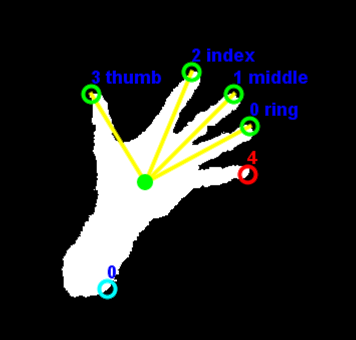 2 index
3 thumb
1 middle
0 ring
4
0